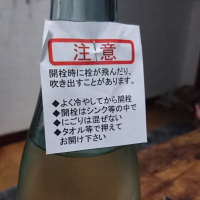 注意
開栓時に栓が飛んだり、
吹き出すことがあります。
◆よく冷やしてから開栓
◆開栓はシンク等の中で
◆にごりは混ぜない
◆タオル等で押えて
お開け下さい